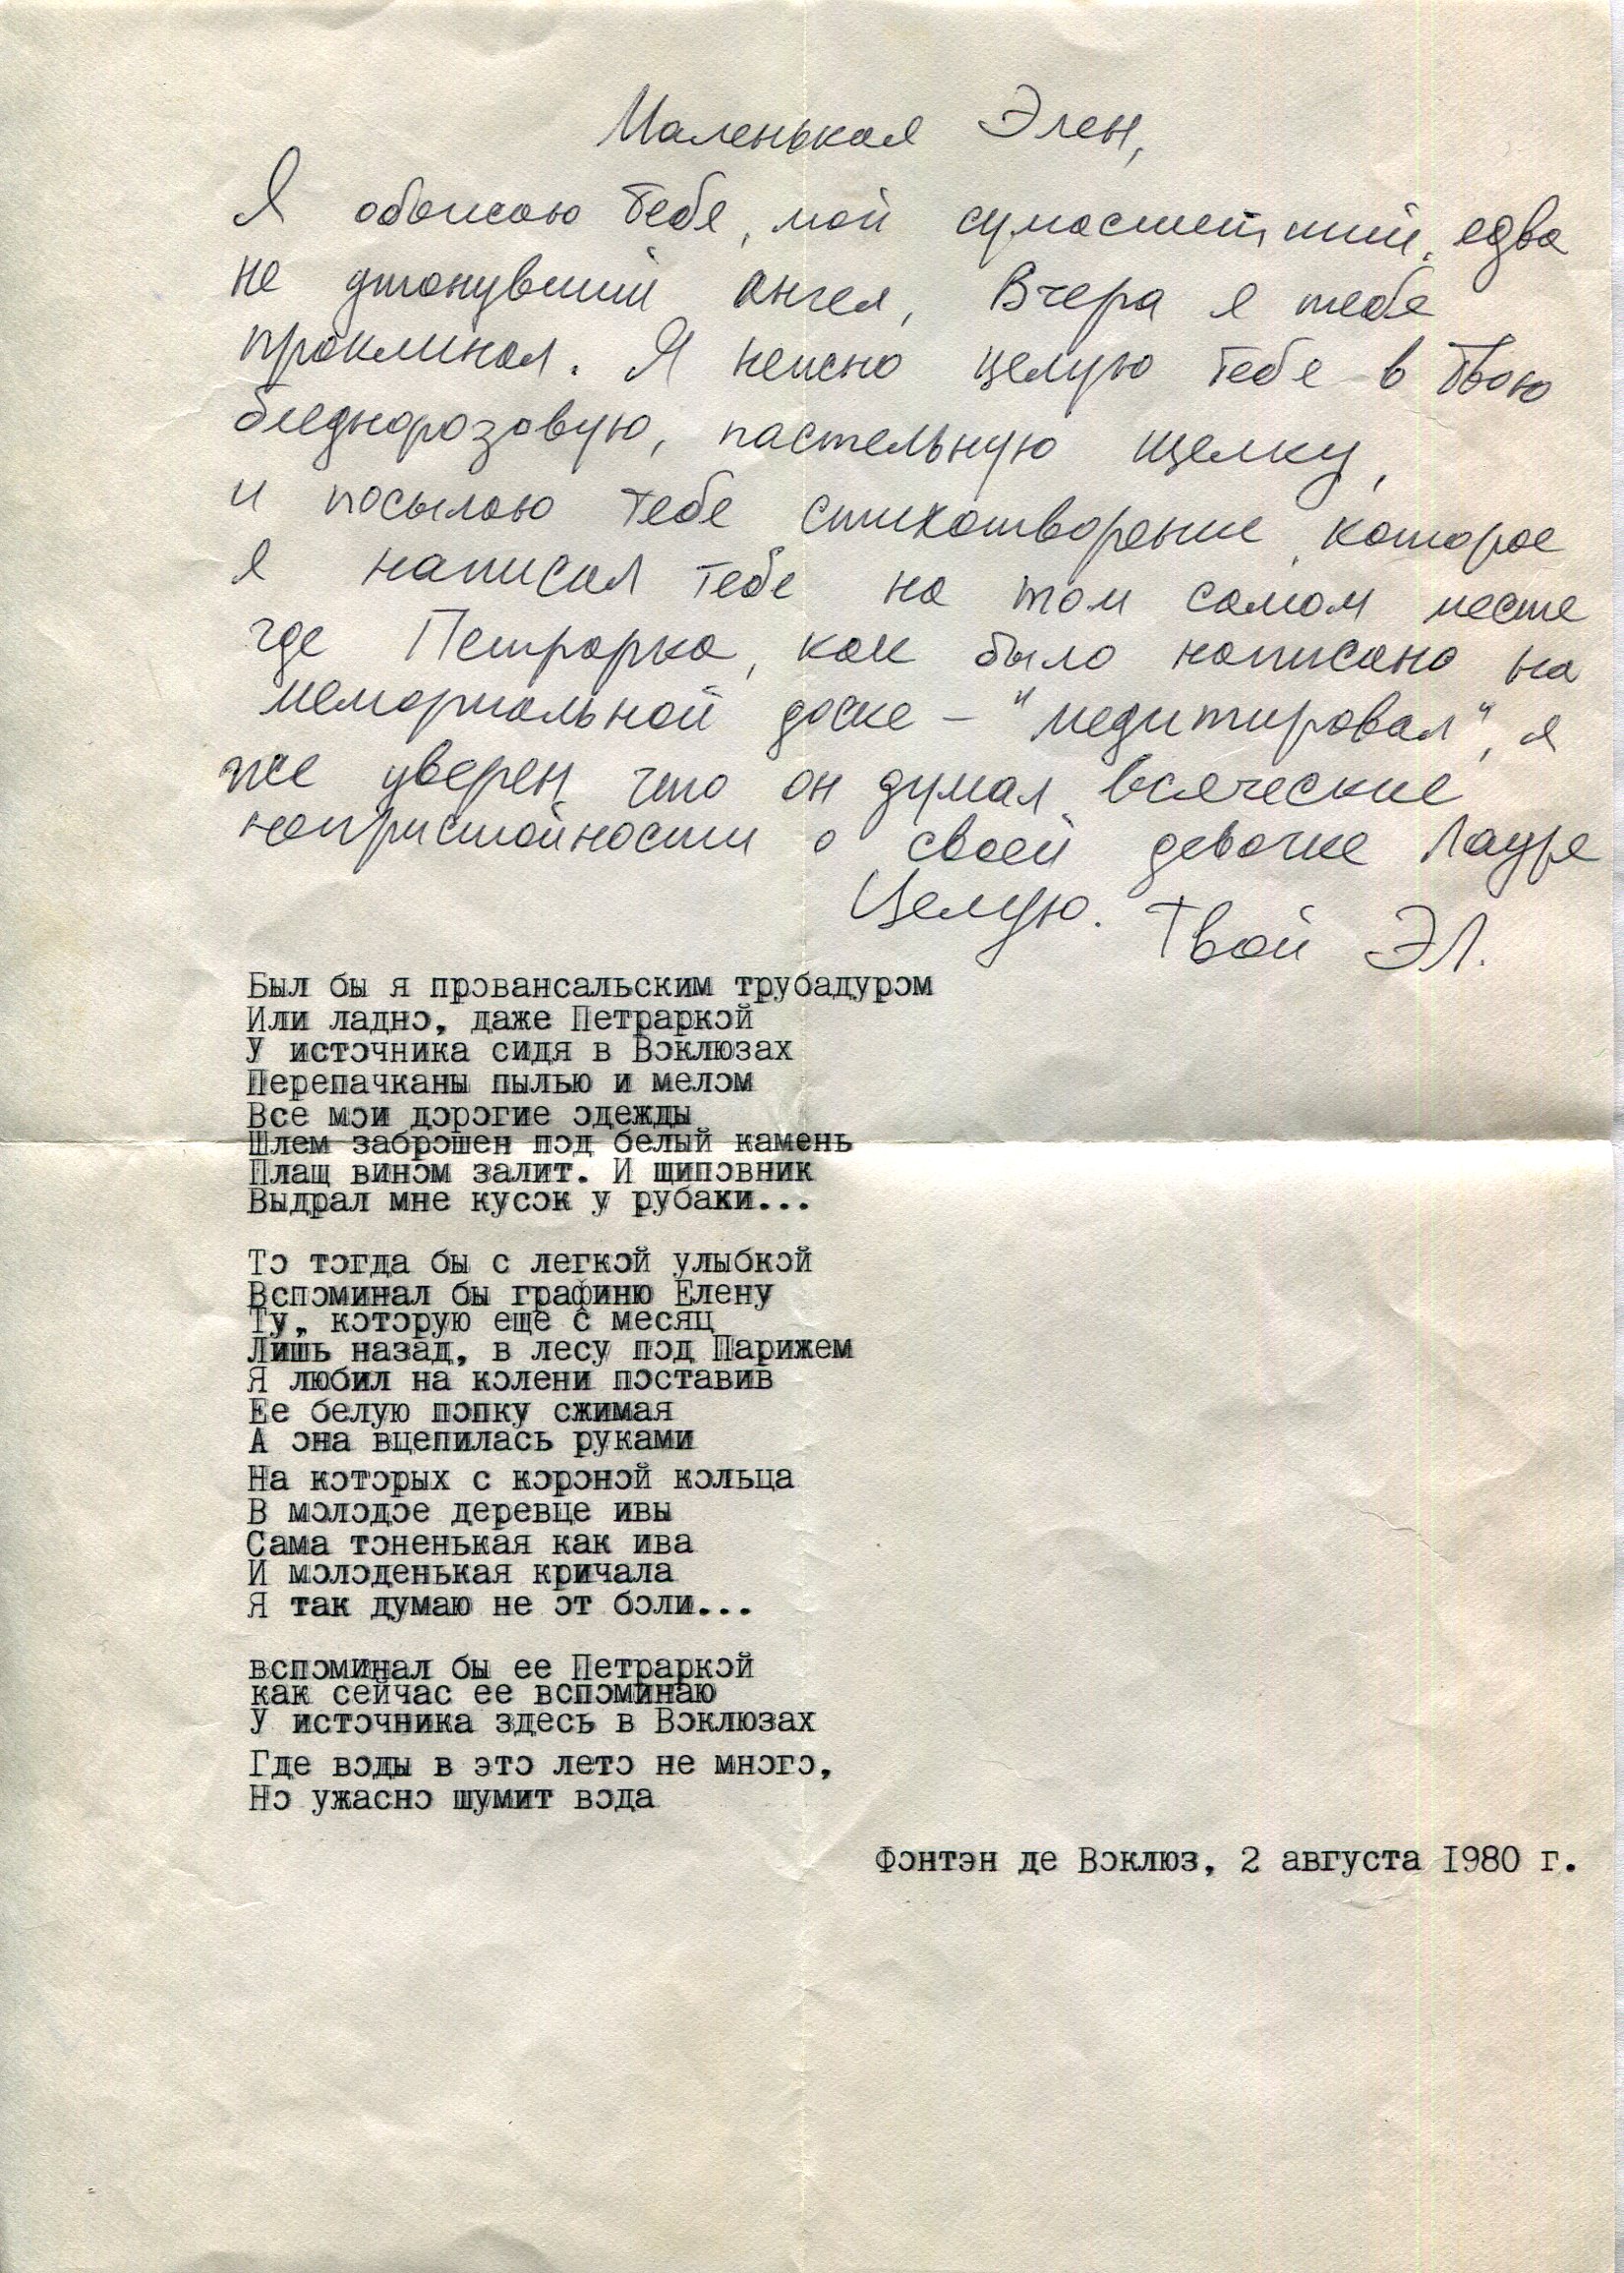 Маленькая Элен,
Я обожаю тебя, мой сумасшедший, едва
не утонувший ангел, Вчера я тебя
проклинал. Я нежно целую тебя в твою
бледнорозовую, пастельную щелку,
и посылаю тебе стихотворение, которое
я написал тебе на том самом месте
где Петрарка, как было написано на
мемориальной доске – "медитировал", я
же уверен что он думал всяческие
непристойности о своей девочке Лауре
Целую. Твой ЭЛ.
Был бы я провансальским трубадуром
Или ладно, даже Петраркой
У источника сидя в Воклюзах
Перепачканы пылью и мелом
Все мои дорогие одежды
Шлем заброшен под белый камень
Плащ вином залит. И шиповник
Выдрал мне кусок у рубахи...
То тогда бы с легкой улыбкой
Вспоминал бы графиню Елену
Ту, которую еще с месяц
Лишь назад, в лесу под Парижем
Я любил на колени поставив
Ее белую попку сжимая
А она вцепилась руками
На которых с короной кольца
В молодое деревце ивы
Сама тоненькая как ива
И молоденькая кричала
Я так думаю не от боли...
вспоминал бы ее Петраркой
как сейчас ее вспоминаю
У источника здесь в Воклюзах
Где воды в это лето не много,
Но ужасно шумит вода
Фонтэн де Воклюз, 2 августа 1980 г.